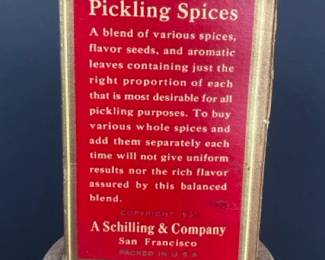 Pickling Spices
A blend of various spices,
flavor seeds, and aromatic
leaves containing just the
right proportion of each
that is most desirable for all
pickling purposes. To buy
various whole spices and
add them separately each
time will not give uniform
results nor the rich flavor
assured by this balanced
blend.
COPYRIGHT
A Schilling & Company
San Francisco
PACKED IN U.S.A.